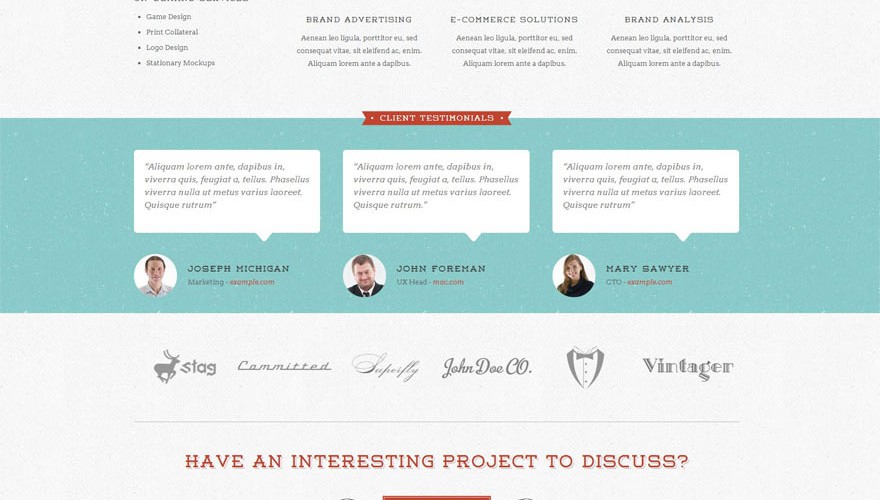 Game Design
Print Collateral
Logo Design
Stationary Mockups
BRAND ADVERTISING
Aenean leo ligula, porttitor eu, sed
consequat vitae, sit eleifend ac, enim.
Aliquam lorem ante a dapibus.
E-COMMERCE SOLUTIONS
Aenean leo ligula, porttitor eu, sed
consequat vitae, sit eleifend ac, enim.
Aliquam lorem ante a dapibus.
BRAND ANALYSIS
Aenean leo ligula, porttitor eu, sed
consequat vitae, sit eleifend ac, enim.
Aliquam lorem ante a dapibus.
CLIENT TESTIMONIALS
“Aliquam lorem ante, dapibus in,
viverra quis, feugiat a, tellus. Phasellus
viverra nulla ut metus varius laoreet.
Quisque rutrum”
JOSEPH MICHIGAN
Marketing - example.com
“Aliquam lorem ante, dapibus in,
viverra quis, feugiat a, tellus. Phasellus
viverra nulla ut metus varius laoreet.
Quisque rutrum.”
JOHN FOREMAN
UX Head - moc.com
“Aliquam lorem ante, dapibus in,
viverra quis, feugiat a, tellus. Phasellus
viverra nulla ut metus varius laoreet.
Quisque rutrum”
MARY SAWYER
CTO - example.com
stag
Committed
Superfly
John Doe CO.
Vintager
HAVE AN INTERESTING PROJECT TO DISCUSS?